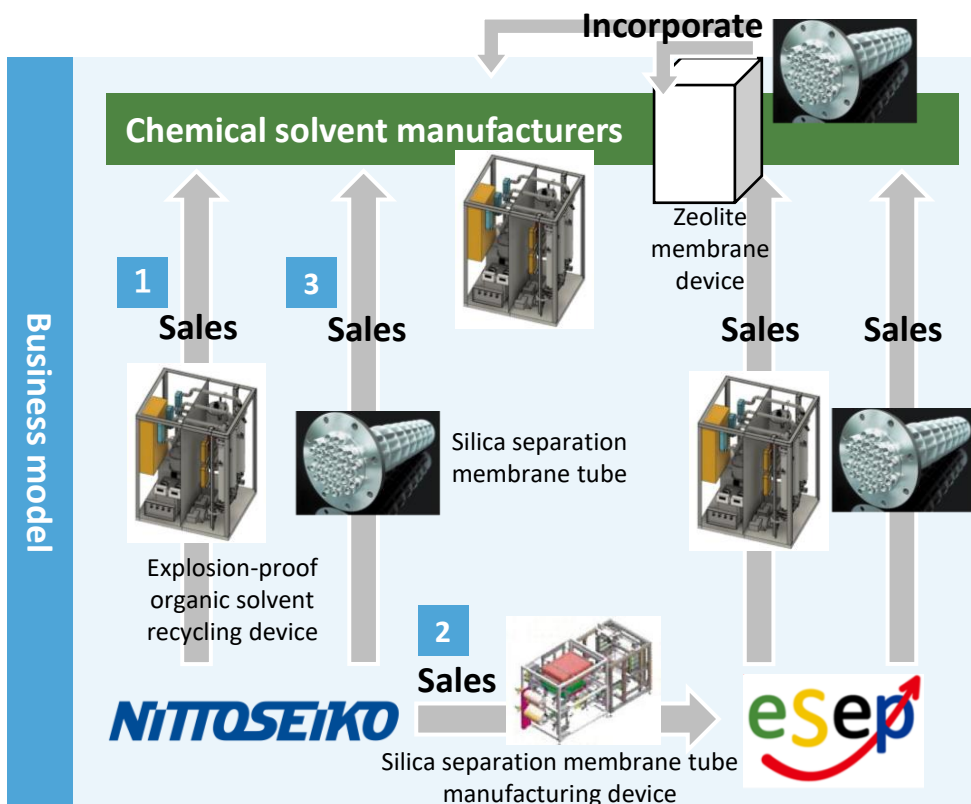 Incorporate
Business model
Chemical solvent manufacturers
Zeolite
membrane
device
1
3
Sales
Sales
Sales
Sales
Silica separation
membrane tube
Explosion-proof
organic solvent
recycling device
2
Sales
NITTOSEIKO
esep
Silica separation membrane tube
manufacturing device